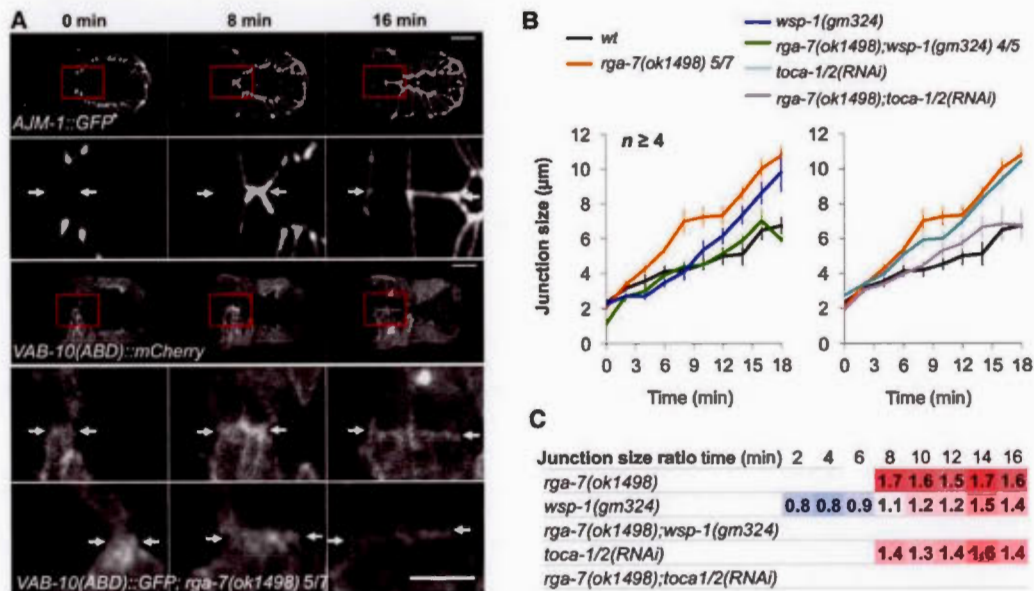 A
0 min 8 min 16 min
AJM-1::GFP
VAB-10(ABD)::mCherry
VAB-10(ABD)::GFP; rga-7(ok1498) 5/7
B
wt
rga-7(ok1498) 5/7
wsp-1(gm324)
rga-7(ok1498);wsp-1(gm324) 4/5
toca-1/2(RNAi)
rga-7(ok1498);toca-1/2(RNAi)
n ≥ 4
Junction size (µm)
12
10
8
6
4
2
0
0 3 6 9 12 15 18
Time (min)
12
10
8
6
4
2
0
0 3 6 9 12 15 18
Time (min)
C
Junction size ratio time (min) 2 4 6 8 10 12 14 16
rga-7(ok1498) 1.7 1.6 1.5 1.7 1.6
wsp-1(gm324) 0.8 0.8 0.9 1.1 1.2 1.2 1.5 1.4
rga-7(ok1498);wsp-1(gm324)
toca-1/2(RNAi) 1.4 1.3 1.4 1.6 1.4
rga-7(ok1498);toca1/2(RNAi)